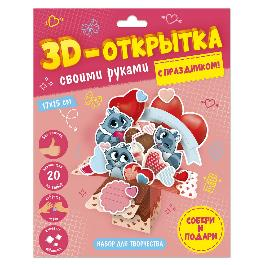 3D-ОТКРЫТКА
своими руками
С ПРАЗДНИКОМ!
17x15 см
20
СОБЕРИ И
ПОДАРИ
НАБОР ДЛЯ ТВОРЧЕСТВА